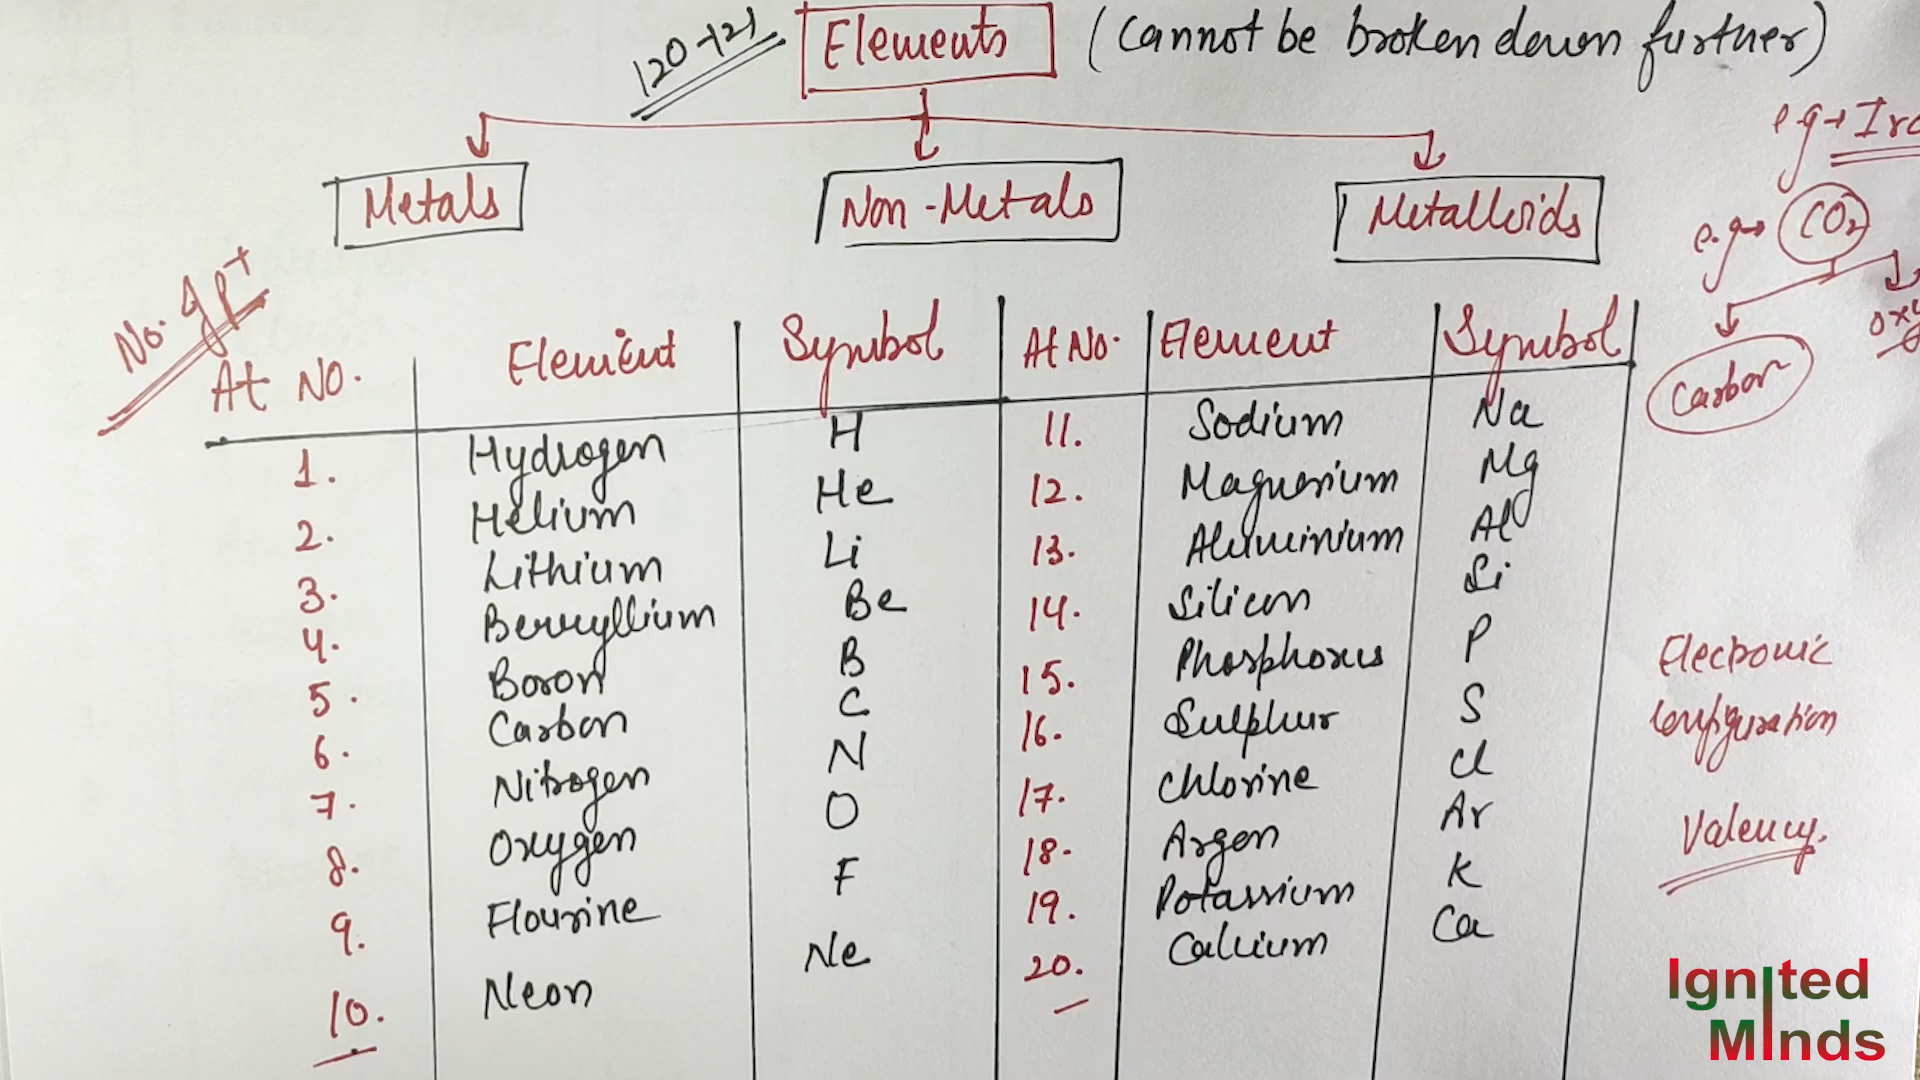 120-121 Elements (Cannot be broken down further)
Metals Non-Metals Metalloids
e.g→
e.g→ CO2
Carbon
No. of p+
At NO. Element Symbol At No. Element Symbol
1. Hydrogen H 11. Sodium Na
2. Helium He 12. Magnesium Mg
3. Lithium Li 13. Aluminium Al
4. Berryllium Be 14. Silicon Si
5. Boron B 15. Phosphorus P
6. Carbon C 16. Sulphur S
7. Nitrogen N 17. Chlorine Cl
8. Oxygen O 18. Argon Ar
9. Flourine F 19. Potassium K
10. Neon Ne 20. Calcium Ca
Electronic
Configuration
Valency.
Ignited
Minds